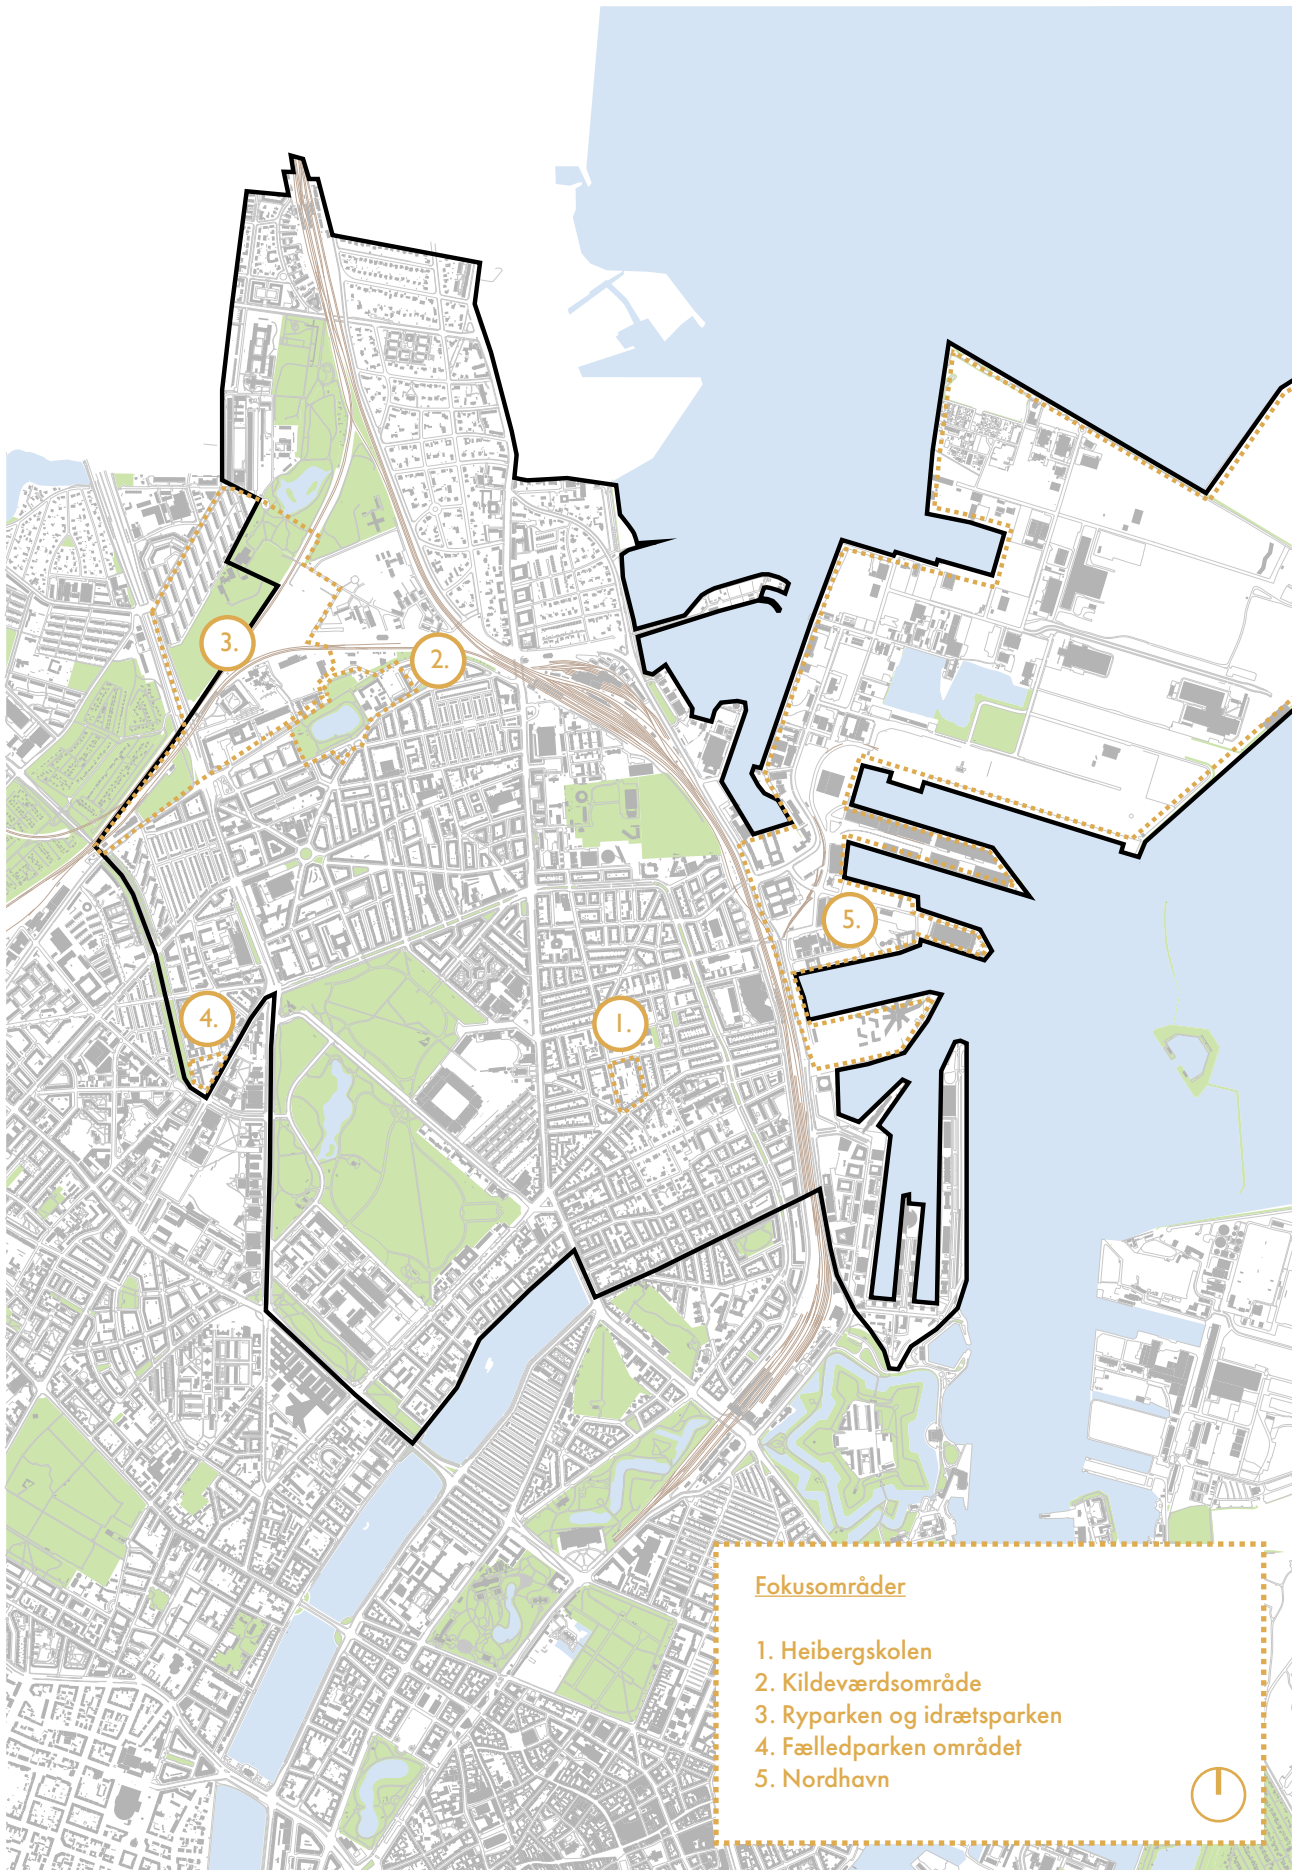 3.
2.
5.
4.
1.
Fokusområder
1. Heibergskolen
2. Kildeværdsområde
3. Ryparken og idrætsparken
4. Fælledparken området
5. Nordhavn